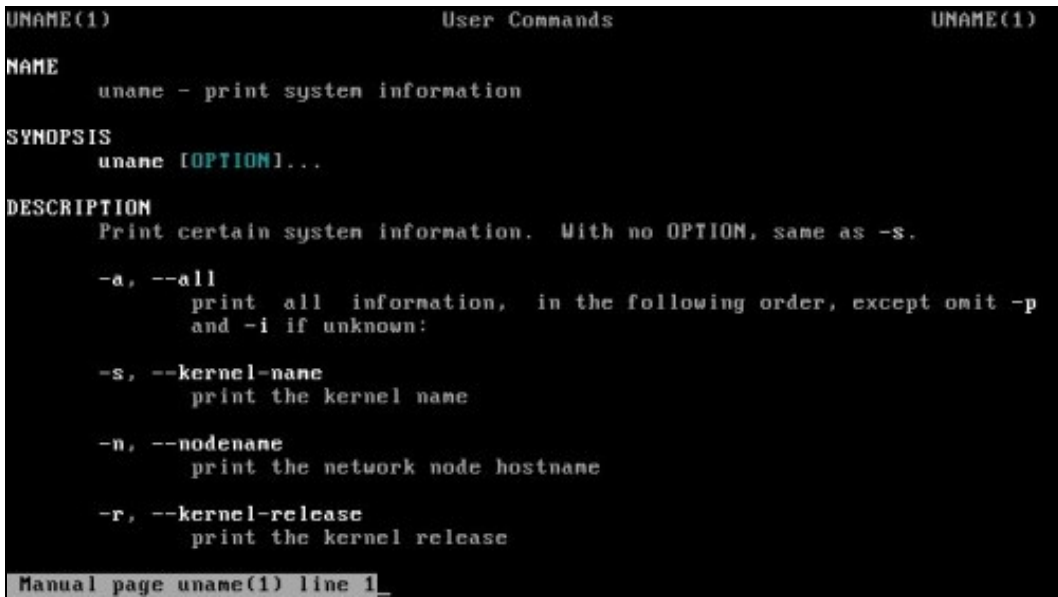 UNAME(1) User Commands UNAME(1)
NAME
uname - print system information
SYNOPSIS
uname [OPTION]...
DESCRIPTION
Print certain system information. With no OPTION, same as -s.
-a, --all
print all information, in the following order, except omit -p
and -i if unknown:
-s, --kernel-name
print the kernel name
-n, --nodename
print the network node hostname
-r, --kernel-release
print the kernel release
Manual page uname(1) line 1